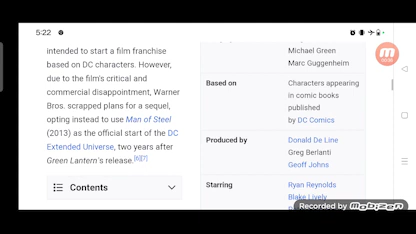 5:22
intended to start a film franchise
based on DC characters. However,
due to the film's critical and
commercial disappointment, Warner
Bros. scrapped plans for a sequel,
opting instead to use Man of Steel
(2013) as the official start of the DC
Extended Universe, two years after
Green Lantern's release.[6][7]
Contents
Michael Green
Marc Guggenheim
Based on
Characters appearing
in comic books
published
by DC Comics
Produced by
Donald De Line
Greg Berlanti
Geoff Johns
Starring
Ryan Reynolds
Blake Lively
Recorded by
MOBIZEN